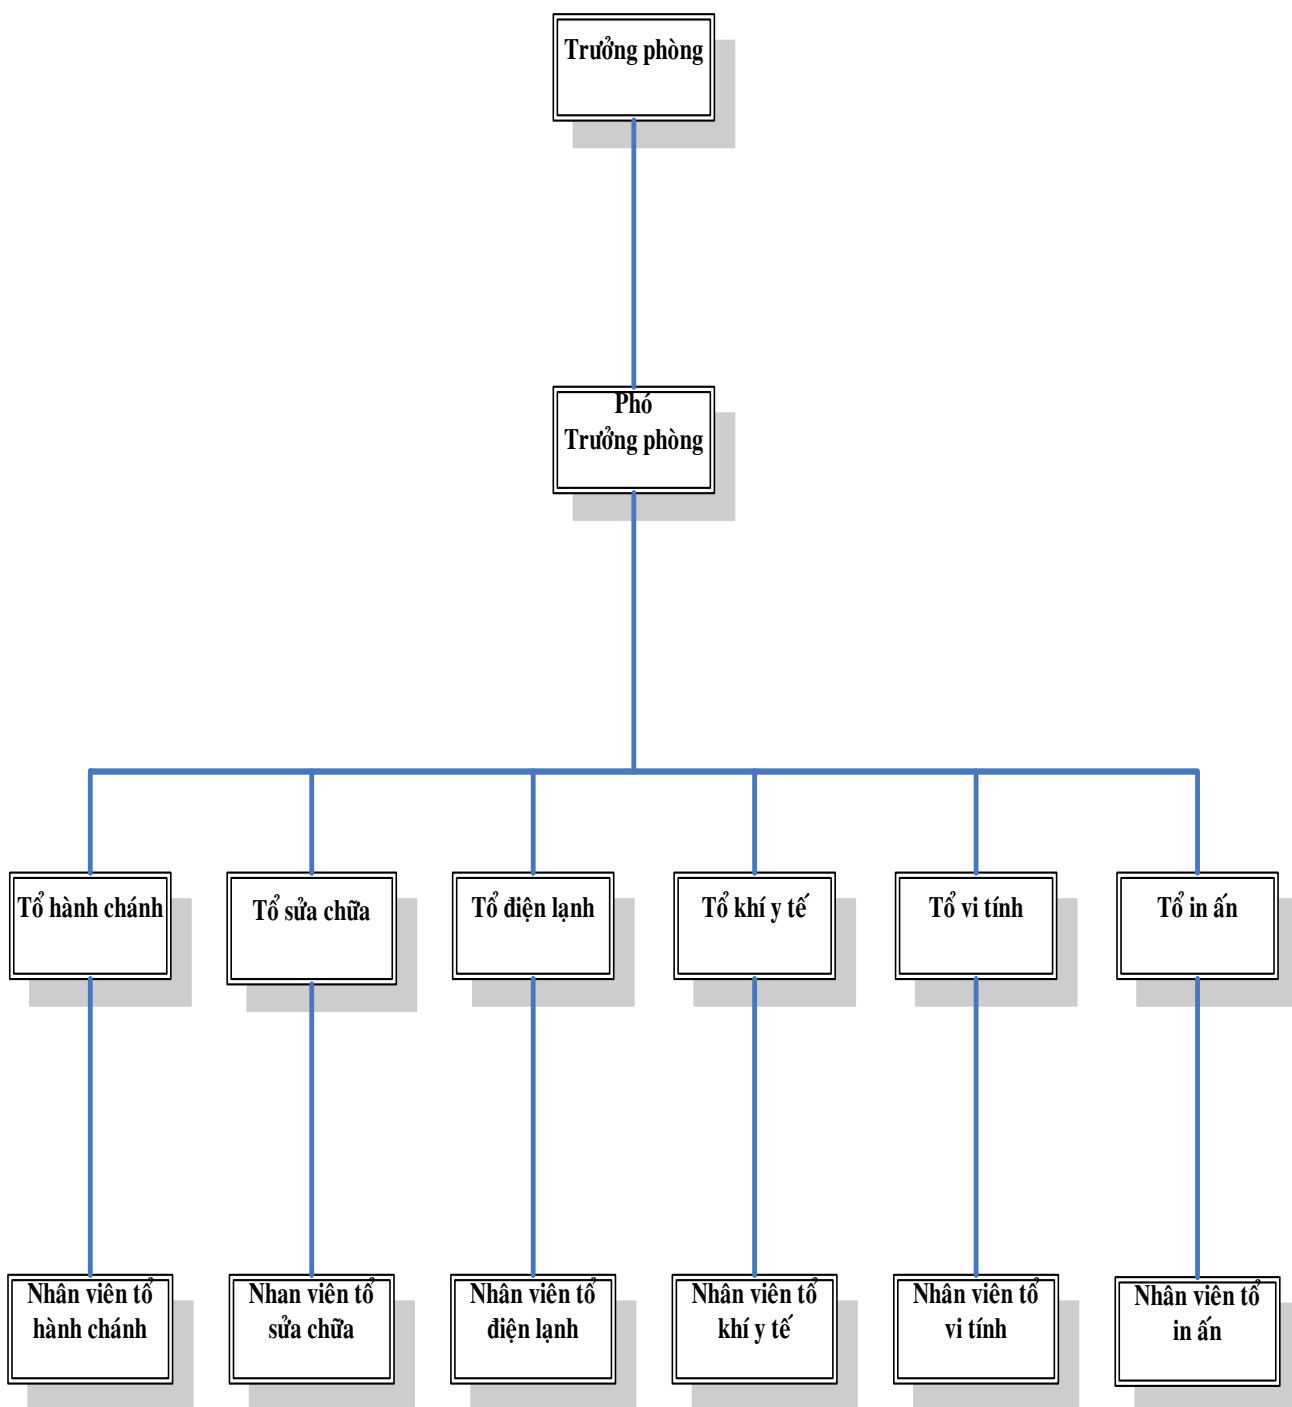 Trưởng phòng
Phó
Trưởng phòng
Tổ hành chánh
Tổ sửa chữa
Tổ điện lạnh
Tổ khí y tế
Tổ vi tính
Tổ in ấn
Nhân viên tổ
hành chánh
Nhan viên tổ
sửa chữa
Nhân viên tổ
điện lạnh
Nhân viên tổ
khí y tế
Nhân viên tổ
vi tính
Nhân viên tổ
in ấn